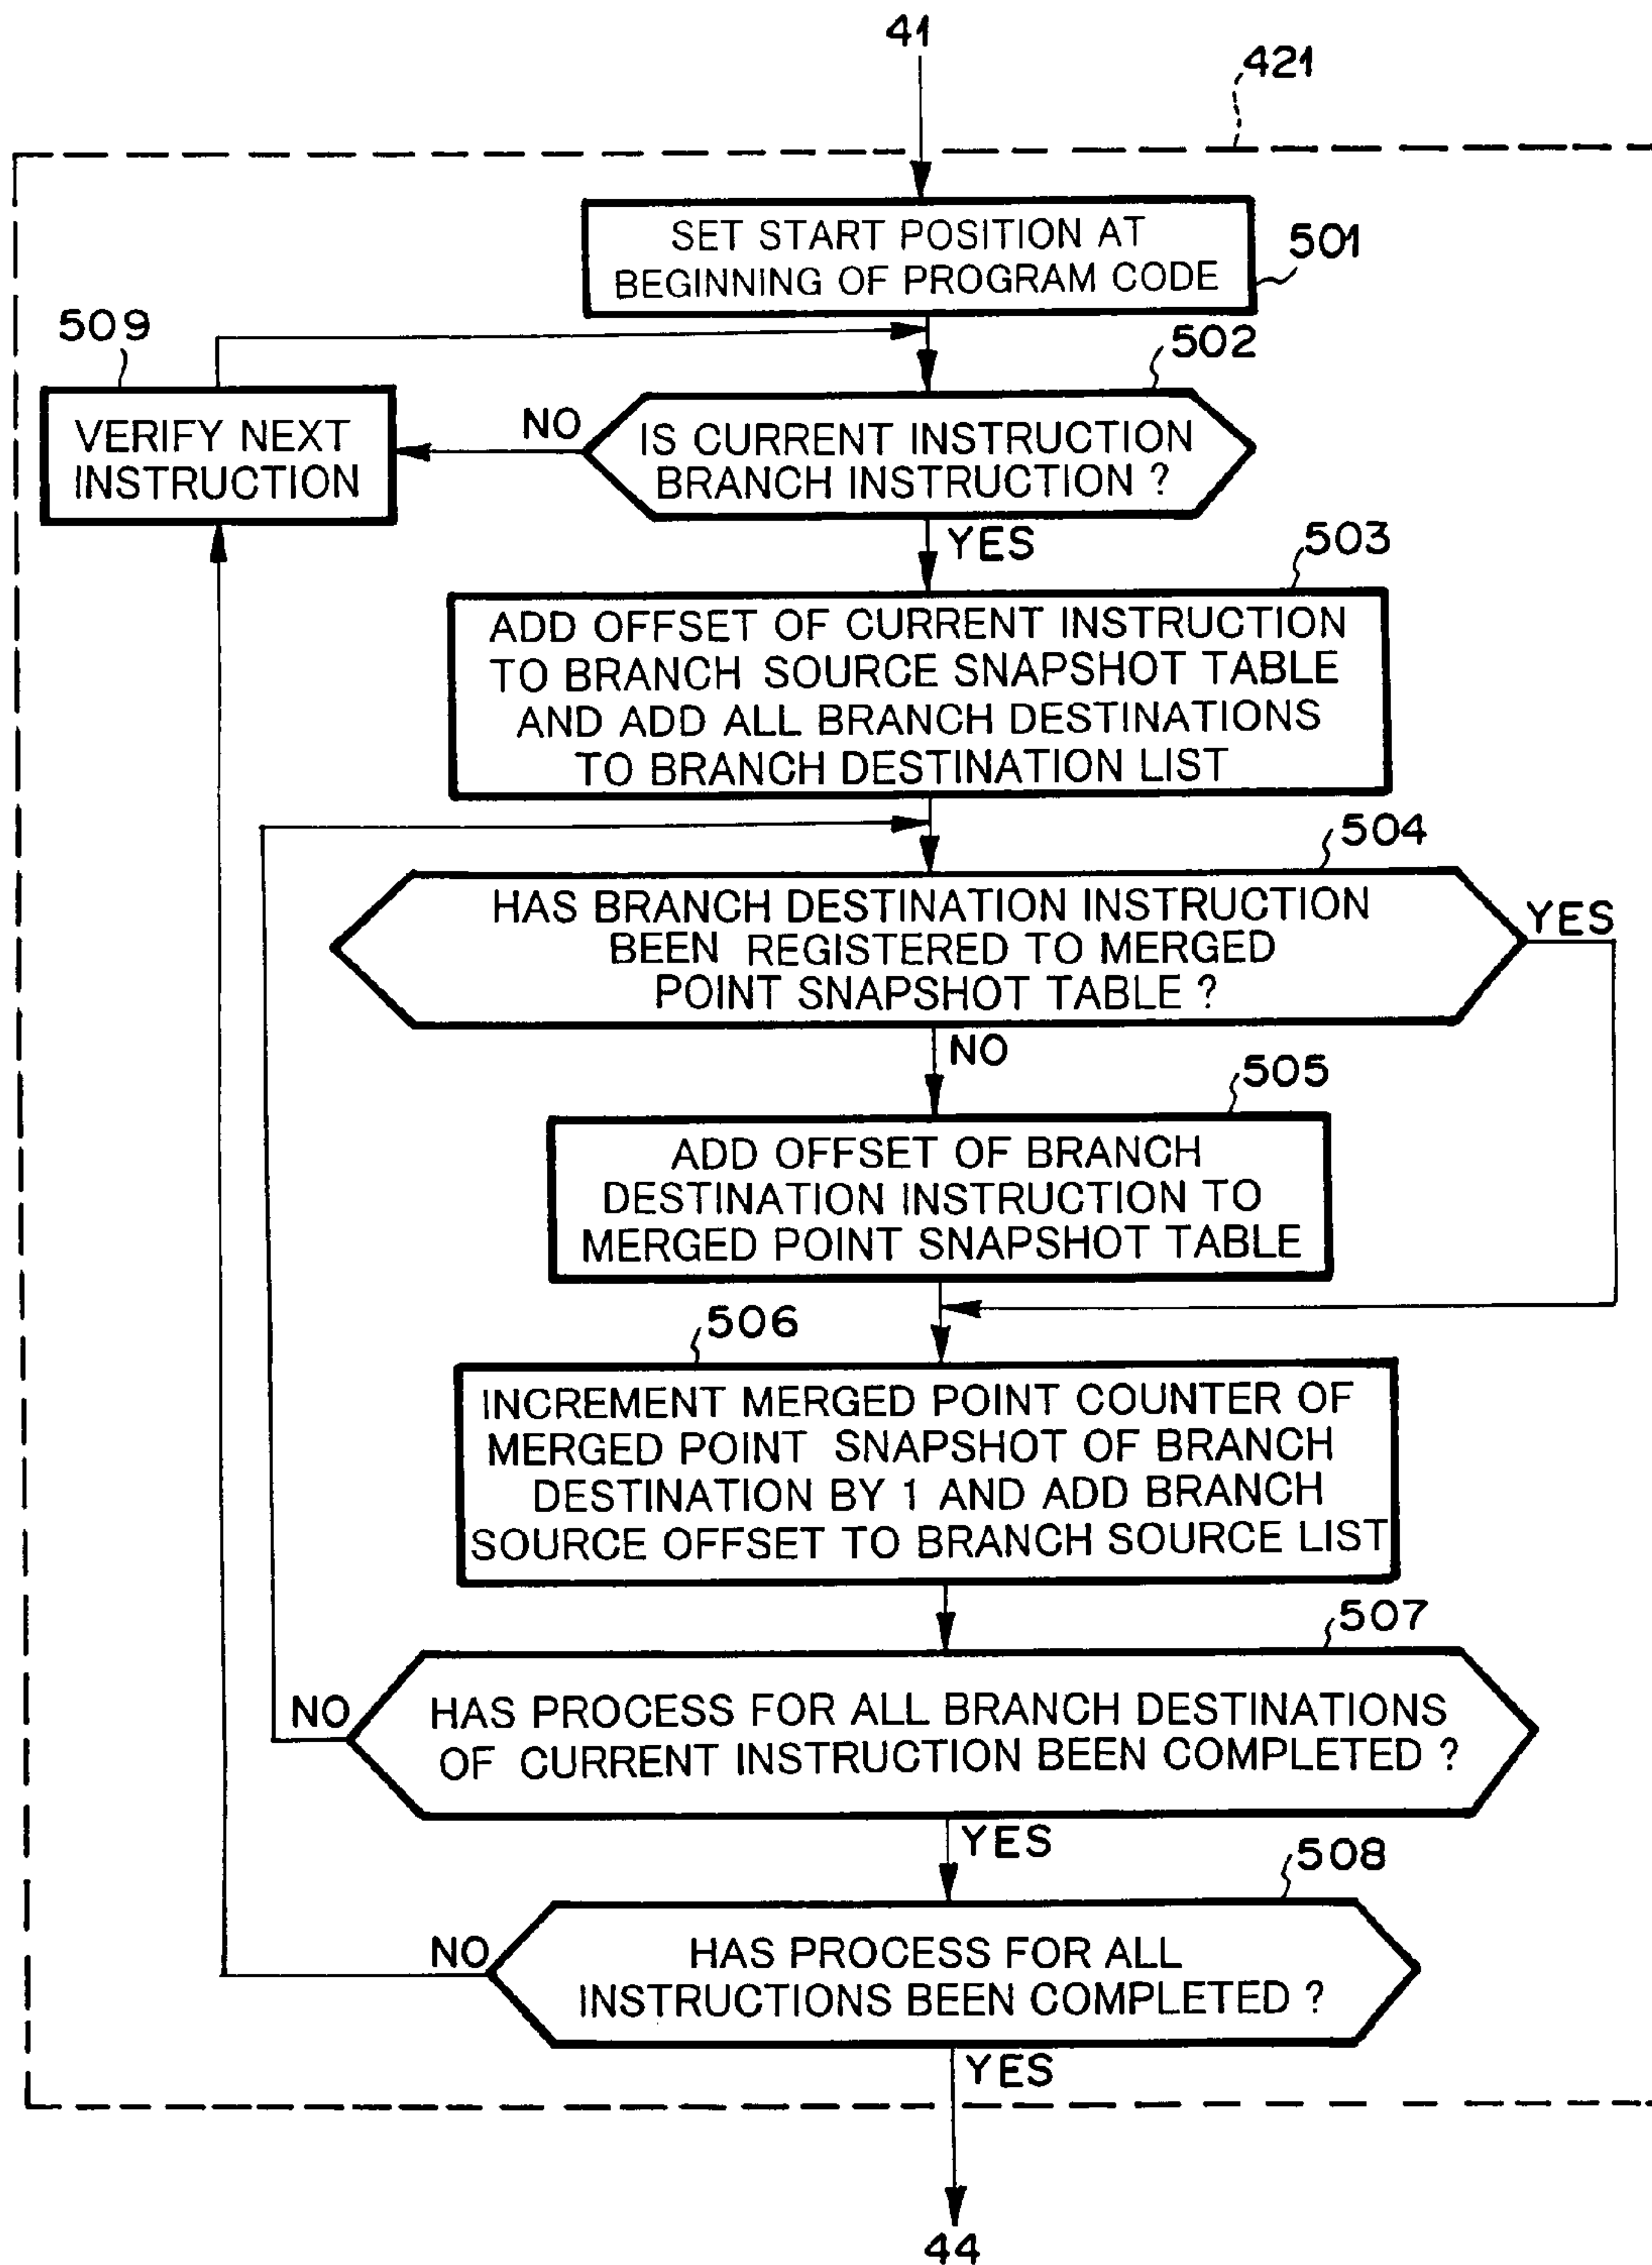 41
421
SET START POSITION AT
BEGINNING OF PROGRAM CODE
501
509
502
VERIFY NEXT
INSTRUCTION
NO
IS CURRENT INSTRUCTION
BRANCH INSTRUCTION ?
YES
503
ADD OFFSET OF CURRENT INSTRUCTION
TO BRANCH SOURCE SNAPSHOT TABLE
AND ADD ALL BRANCH DESTINATIONS
TO BRANCH DESTINATION LIST
504
HAS BRANCH DESTINATION INSTRUCTION
BEEN REGISTERED TO MERGED
POINT SNAPSHOT TABLE ?
YES
NO
505
ADD OFFSET OF BRANCH
DESTINATION INSTRUCTION TO
MERGED POINT SNAPSHOT TABLE
506
INCREMENT MERGED POINT COUNTER OF
MERGED POINT SNAPSHOT OF BRANCH
DESTINATION BY 1 AND ADD BRANCH
SOURCE OFFSET TO BRANCH SOURCE LIST
507
NO
HAS PROCESS FOR ALL BRANCH DESTINATIONS
OF CURRENT INSTRUCTION BEEN COMPLETED ?
YES
508
NO
HAS PROCESS FOR ALL
INSTRUCTIONS BEEN COMPLETED ?
YES
44